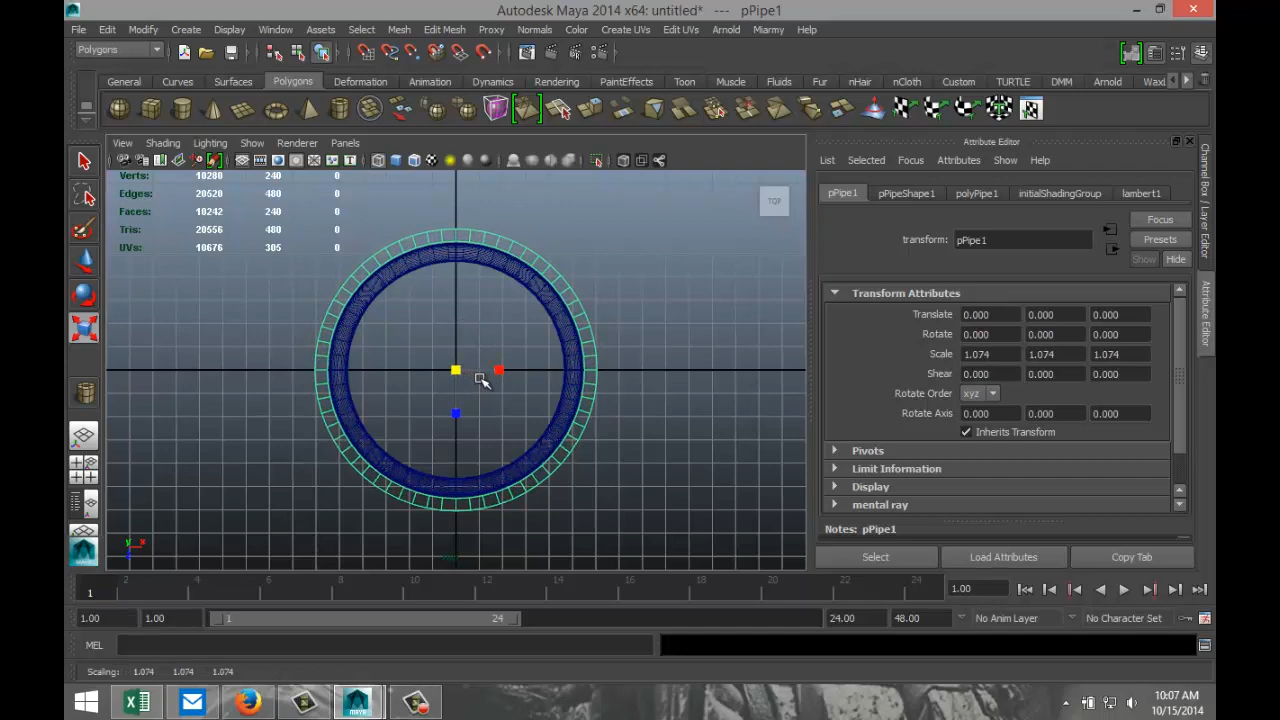 Autodesk Maya 2014 x64: untitled* --- pPipe1
File Edit Modify Create Display Window Assets Select Mesh Edit Mesh Proxy Normals Color Create UVs Edit UVs Arnold Marmy Help
Polygons
General Curves Surfaces Polygons Deformation Animation Dynamics Rendering PaintEffects Toon Muscle Fluids Fur nHair nCloth Custom TURTLE DMM Arnold Waxl
View Shading Lighting Show Renderer Panels
Attribute Editor
List Selected Focus Attributes Show Help
Verts: 10280 240 0
Edges: 20520 480 0
Faces: 10242 240 0
Tris: 20556 480 0
UVs: 10676 305 0
TOP
pPipe1 pPipeShape1 polyPipe1 initialShadingGroup lambert1
Focus
transform: pPipe1
Presets
Show Hide
Transform Attributes
Translate 0.000 0.000 0.000
Rotate 0.000 0.000 0.000
Scale 1.074 1.074 1.074
Shear 0.000 0.000 0.000
Rotate Order xyz
Rotate Axis 0.000 0.000 0.000
Inherits Transform
Pivots
Limit Information
Display
mental ray
Notes: pPipe1
Select Load Attributes Copy Tab
Channel Box / Layer Editor
Attribute Editor
y x
2 4 6 8 10 12 14 16 18 20 22 24
1
1.00
1.00 1.00 1 24 24.00 48.00 No Anim Layer No Character Set
MEL
Scaling: 1.074 1.074 1.074
10:07 AM
10/15/2014